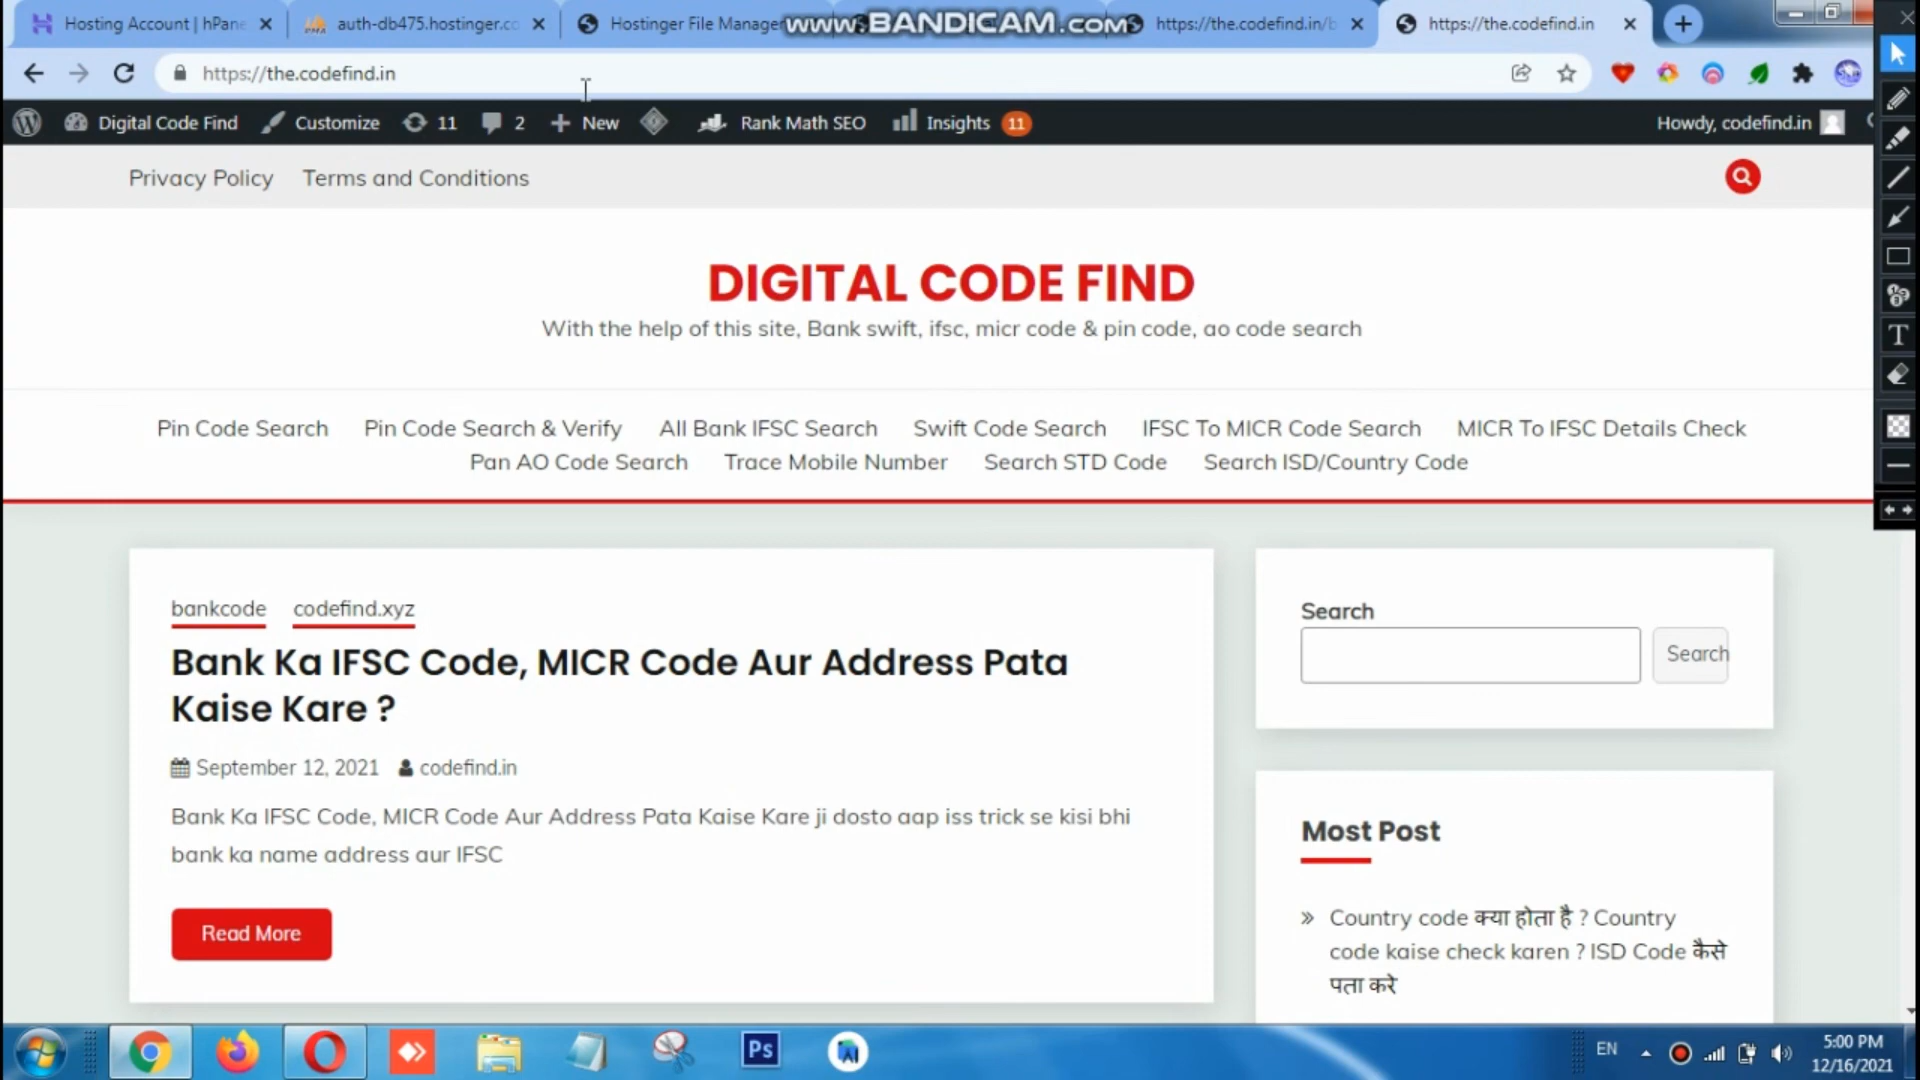 Hosting Account | hPane
auth-db475.hostinger.co
Hostinger File Manager
www.BANDICAM.com
https://the.codefind.in/b
https://the.codefind.in
https://the.codefind.in
Digital Code Find
Customize
11
2
New
Rank Math SEO
Insights
11
Howdy, codefind.in
Privacy Policy
Terms and Conditions
DIGITAL CODE FIND
With the help of this site, Bank swift, ifsc, micr code & pin code, ao code search
Pin Code Search
Pin Code Search & Verify
All Bank IFSC Search
Swift Code Search
IFSC To MICR Code Search
MICR To IFSC Details Check
Pan AO Code Search
Trace Mobile Number
Search STD Code
Search ISD/Country Code
bankcode
codefind.xyz
Bank Ka IFSC Code, MICR Code Aur Address Pata
Kaise Kare ?
September 12, 2021
codefind.in
Bank Ka IFSC Code, MICR Code Aur Address Pata Kaise Kare ji dosto aap iss trick se kisi bhi
bank ka name address aur IFSC
Read More
Search
Search
Most Post
» Country code क्या होता है ? Country
code kaise check karen ? ISD Code कैसे
पता करे
T
Ps
EN
5:00 PM
12/16/2021